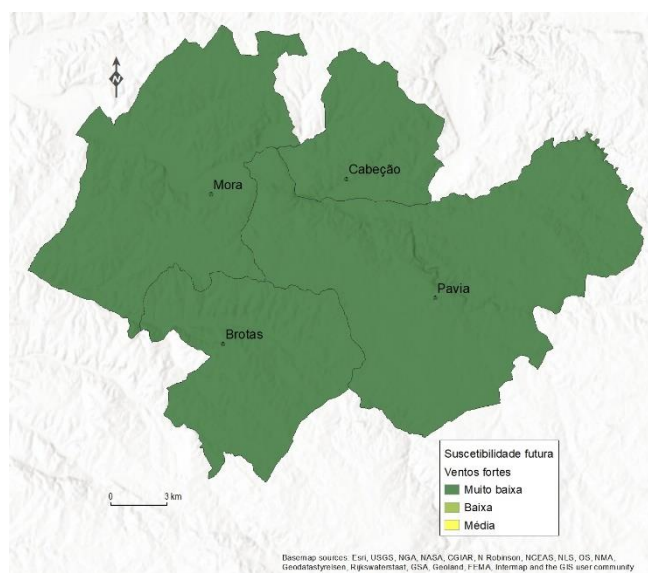 N
Cabeção
Mora
Pavia
Brotas
Suscetibilidade futura
Ventos fortes
Muito baixa
Baixa
Média
0 3 km
Basemap sources: Esri, USGS, NGA, NASA, CGIAR, N Robinson, NCEAS, NLS, OS, NMA,
Geodatastyrelsen, Rijkswaterstaat, GSA, Geoland, FEMA, Intermap and the GIS user community